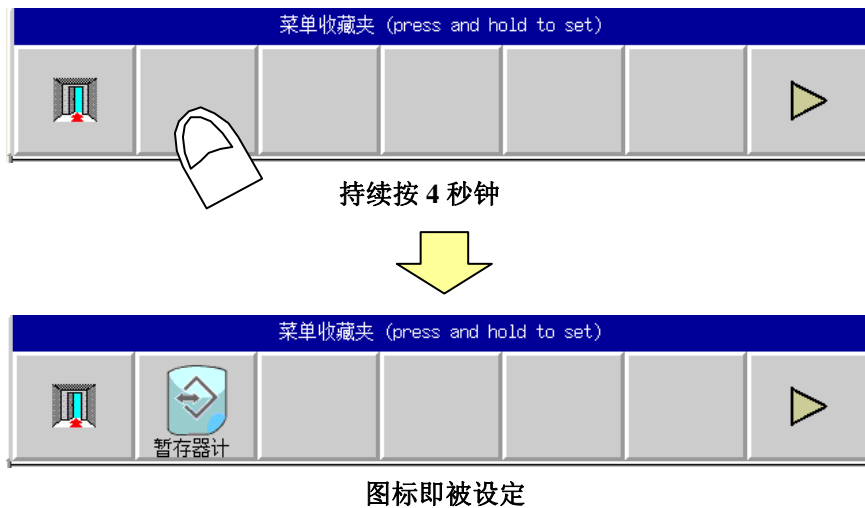 菜单收藏夹 (press and hold to set)
持续按 4 秒钟
菜单收藏夹 (press and hold to set)
暂存器计
图标即被设定